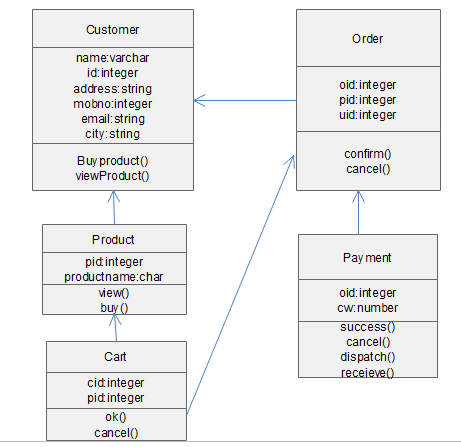 Customer
name:varchar
id:integer
address:string
mobno:integer
email:string
city:string
Buyproduct()
viewProduct()
Order
oid:integer
pid:integer
uid:integer
confirm()
cancel()
Product
pid:integer
productname:char
view()
buy()
Payment
oid:integer
cw:number
success()
cancel()
dispatch()
receieve()
Cart
cid:integer
pid:integer
ok()
cancel()